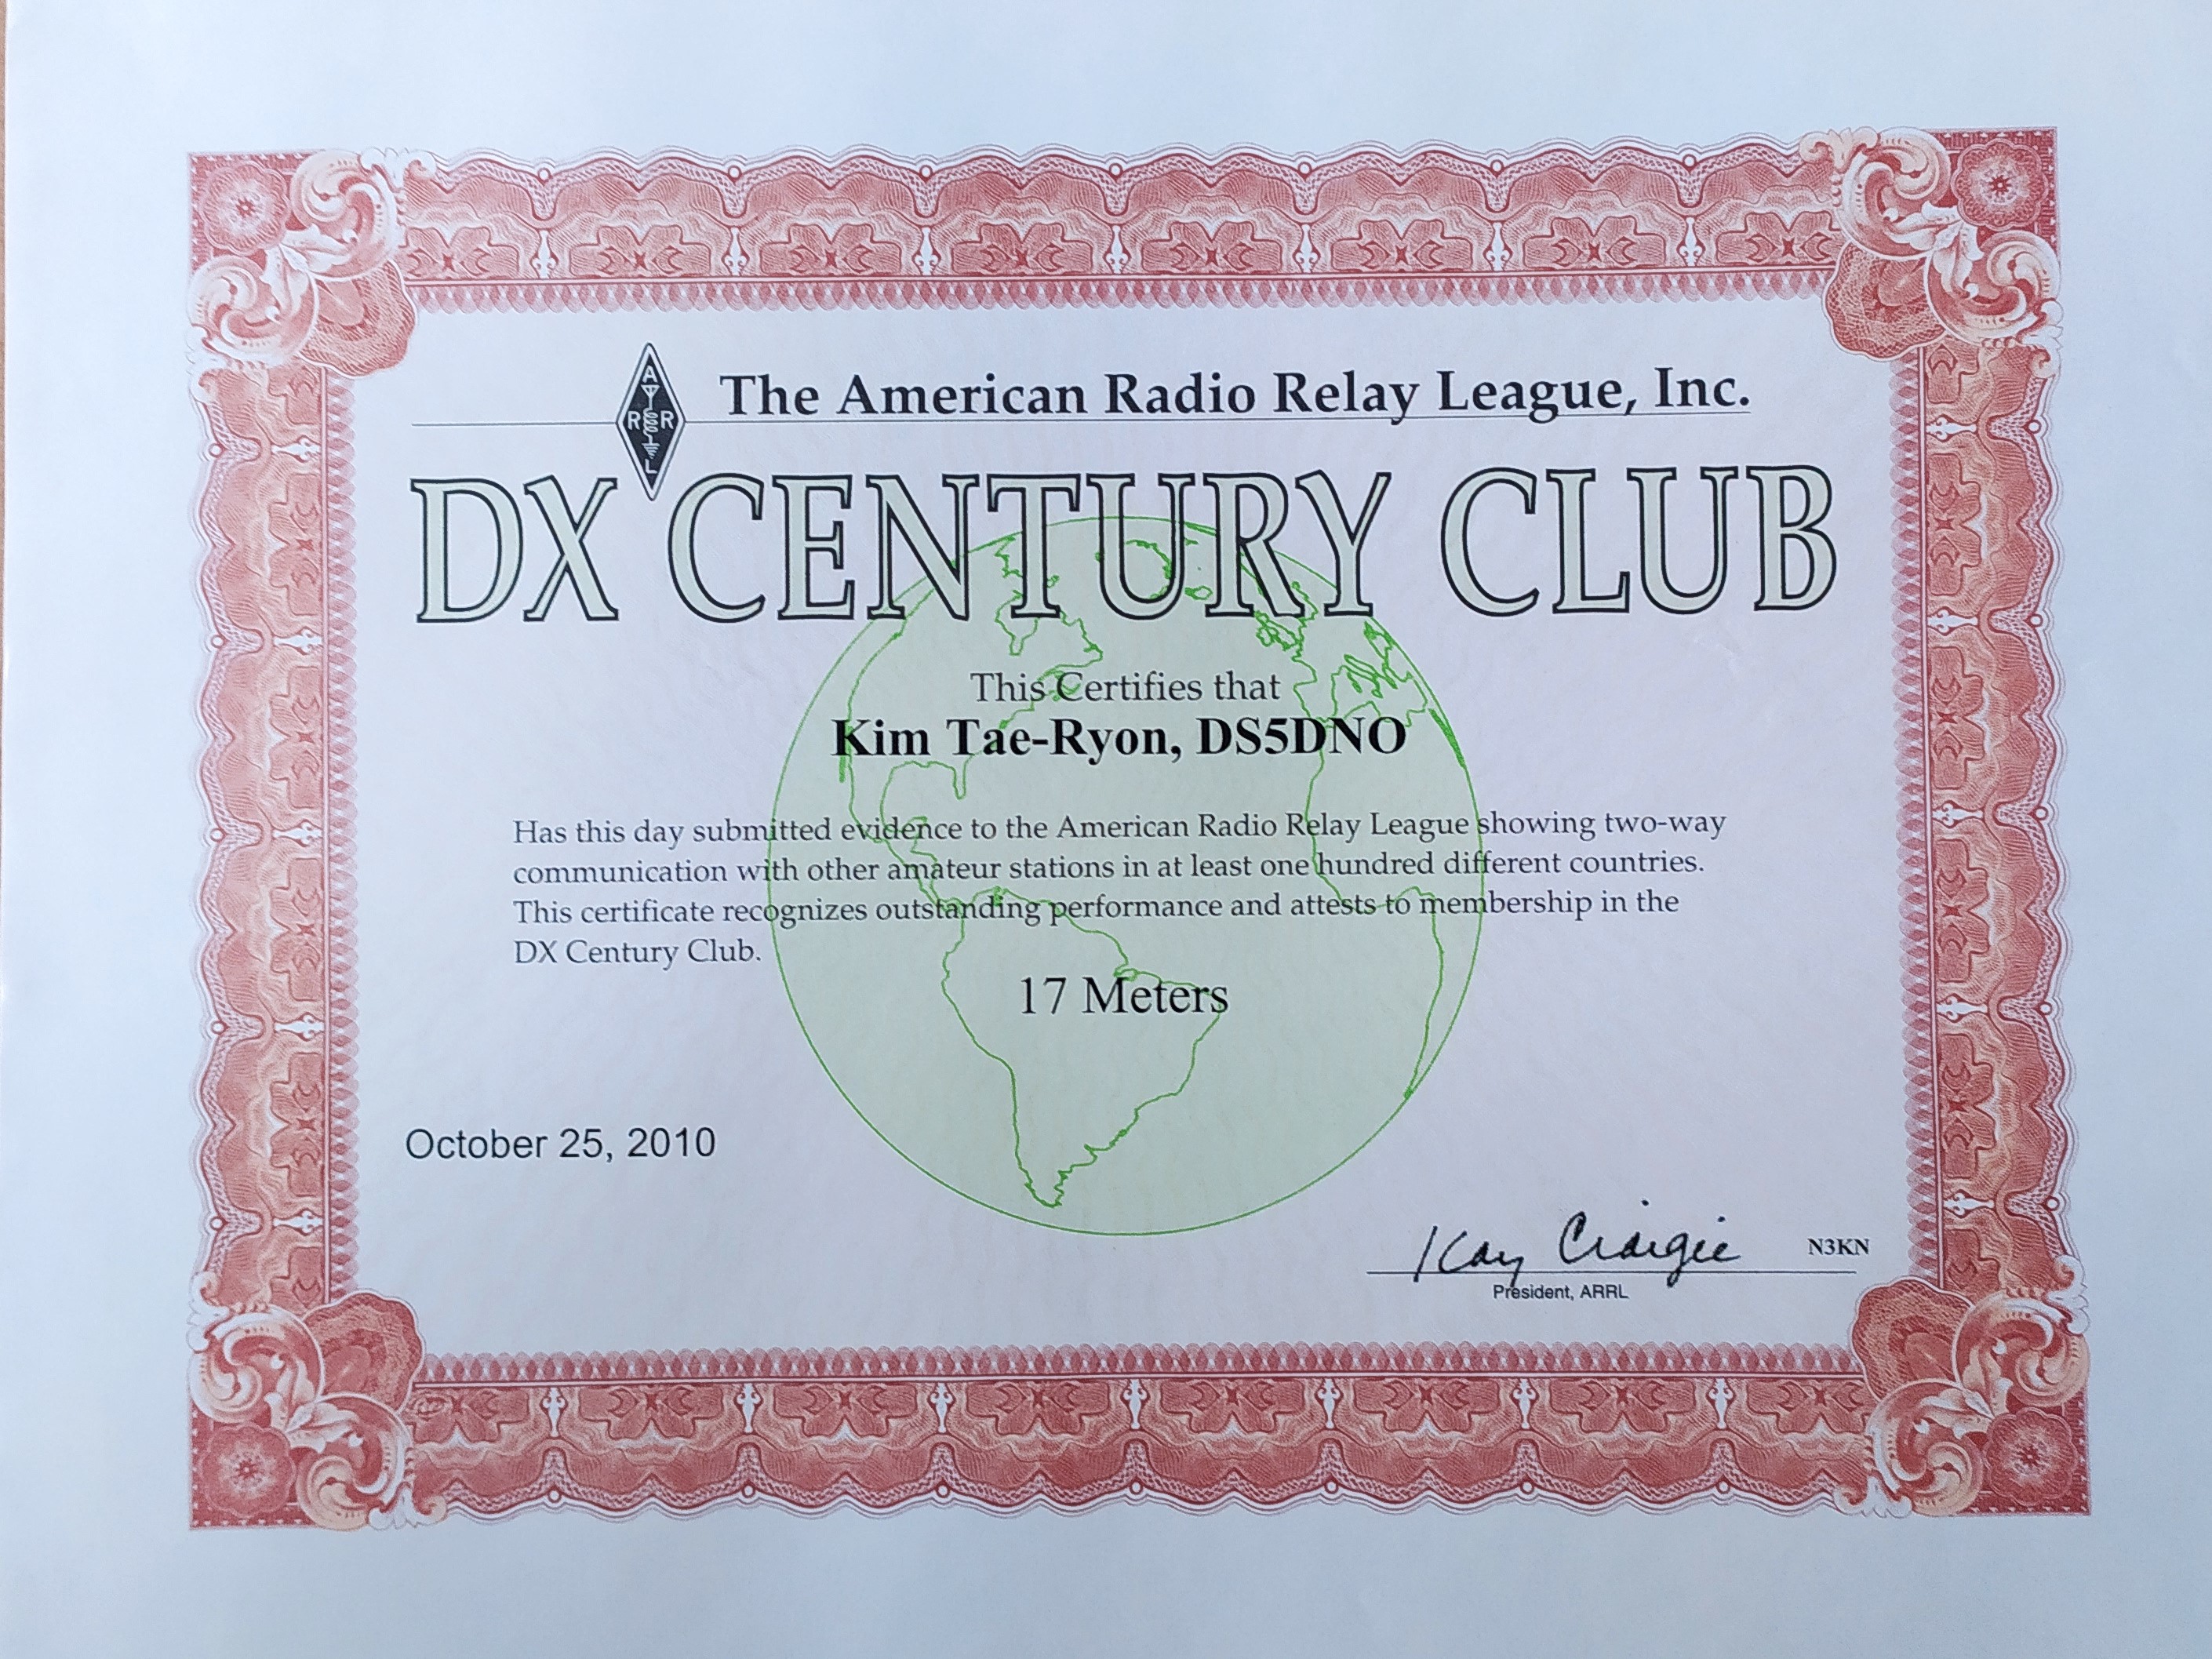 The American Radio Relay League, Inc.
A
R R
L
DX CENTURY CLUB
This Certifies that
Kim Tae-Ryon, DS5DNO
Has this day submitted evidence to the American Radio Relay League showing two-way
communication with other amateur stations in at least one hundred different countries.
This certificate recognizes outstanding performance and attests to membership in the
DX Century Club.
17 Meters
October 25, 2010
Kay Craigie N3KN
President, ARRL